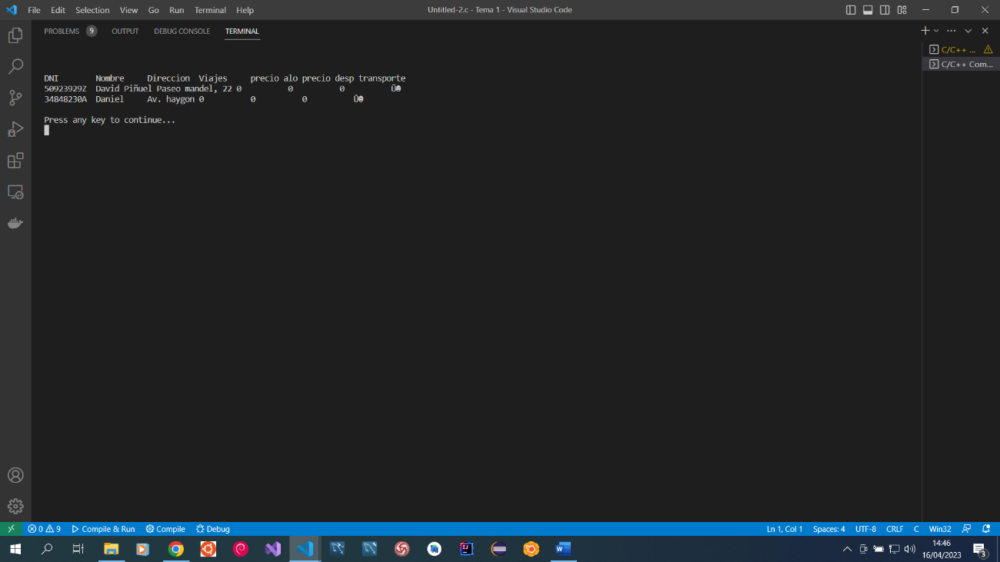 File Edit Selection View Go Run Terminal Help Untitled-2.c - Tema 1 - Visual Studio Code
PROBLEMS 9 OUTPUT DEBUG CONSOLE TERMINAL
C/C++ ...
C/C++ Com...
DNI Nombre Direccion Viajes precio alo precio desp transporte
50923929Z David Piñuel Paseo mandel, 22 0 0 0
34848230A Daniel Av. haygon 0 0 0
Press any key to continue...
0 9 Compile & Run Compile Debug Ln 1, Col 1 Spaces: 4 UTF-8 CRLF C Win32
14:46
16/04/2023
3